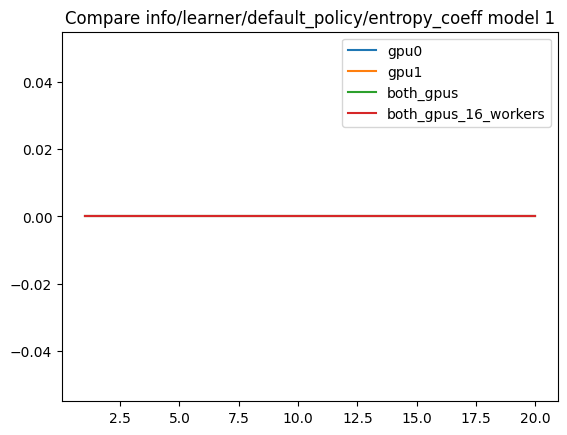 Compare info/learner/default_policy/entropy_coeff model 1
gpu0
gpu1
both_gpus
both_gpus_16_workers
0.04
0.02
0.00
−0.02
−0.04
2.5 5.0 7.5 10.0 12.5 15.0 17.5 20.0